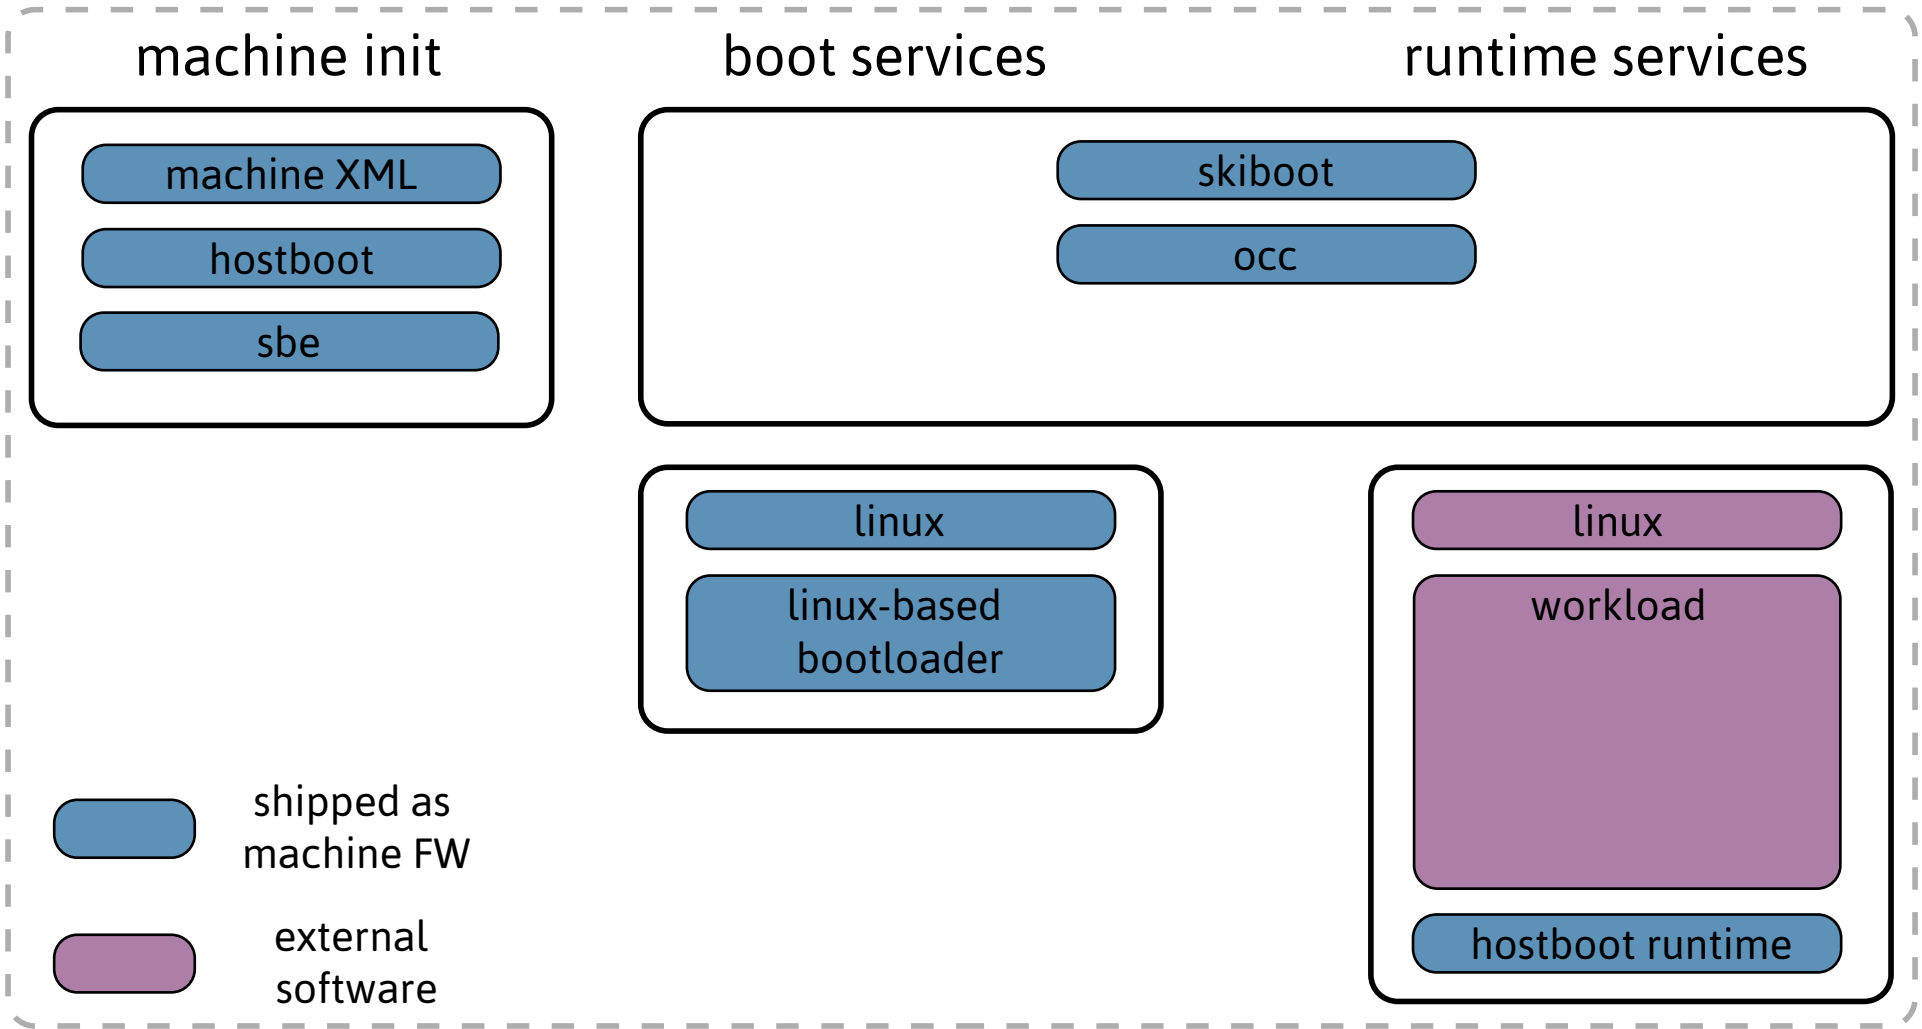 machine init
boot services
runtime services
machine XML
hostboot
sbe
skiboot
occ
linux
linux-based
bootloader
linux
workload
hostboot runtime
shipped as
machine FW
external
software